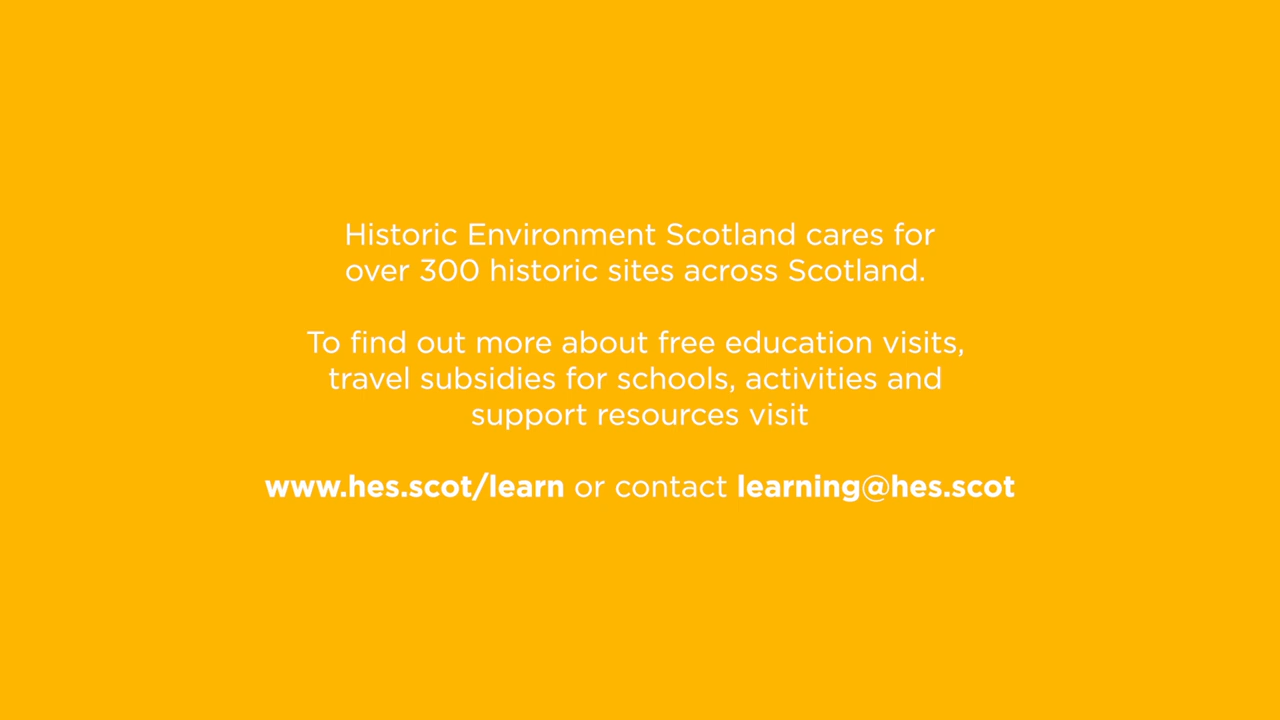 Historic Environment Scotland cares for
over 300 historic sites across Scotland.
To find out more about free education visits,
travel subsidies for schools, activities and
support resources visit
www.hes.scot/learn or contact learning@hes.scot